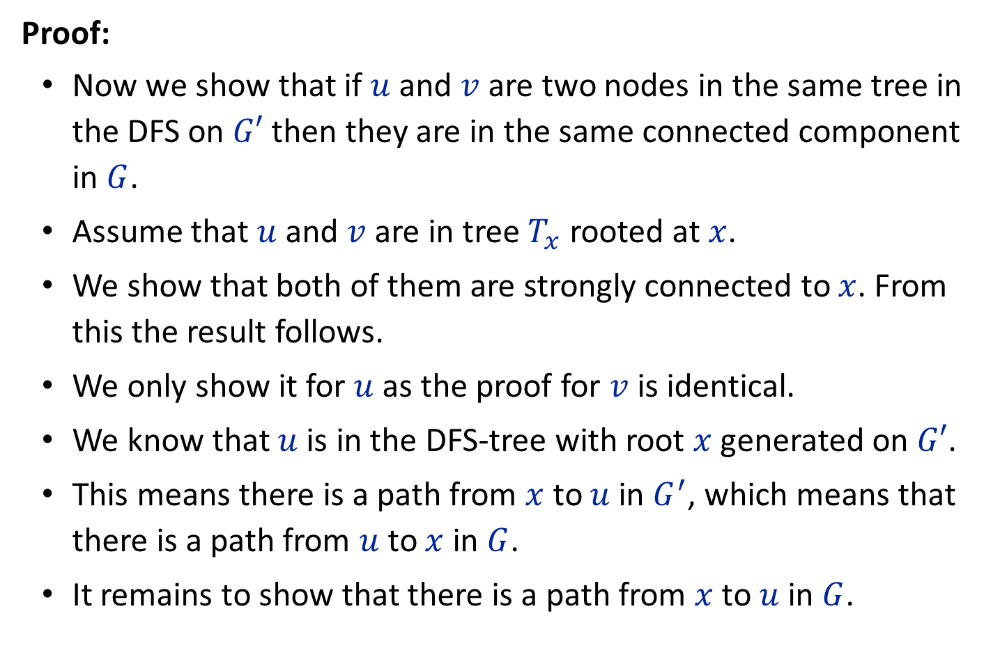 Proof:
• Now we show that if u and v are two nodes in the same tree in
the DFS on G′ then they are in the same connected component
in G.
• Assume that u and v are in tree Tₓ rooted at x.
• We show that both of them are strongly connected to x. From
this the result follows.
• We only show it for u as the proof for v is identical.
• We know that u is in the DFS-tree with root x generated on G′.
• This means there is a path from x to u in G′, which means that
there is a path from u to x in G.
• It remains to show that there is a path from x to u in G.